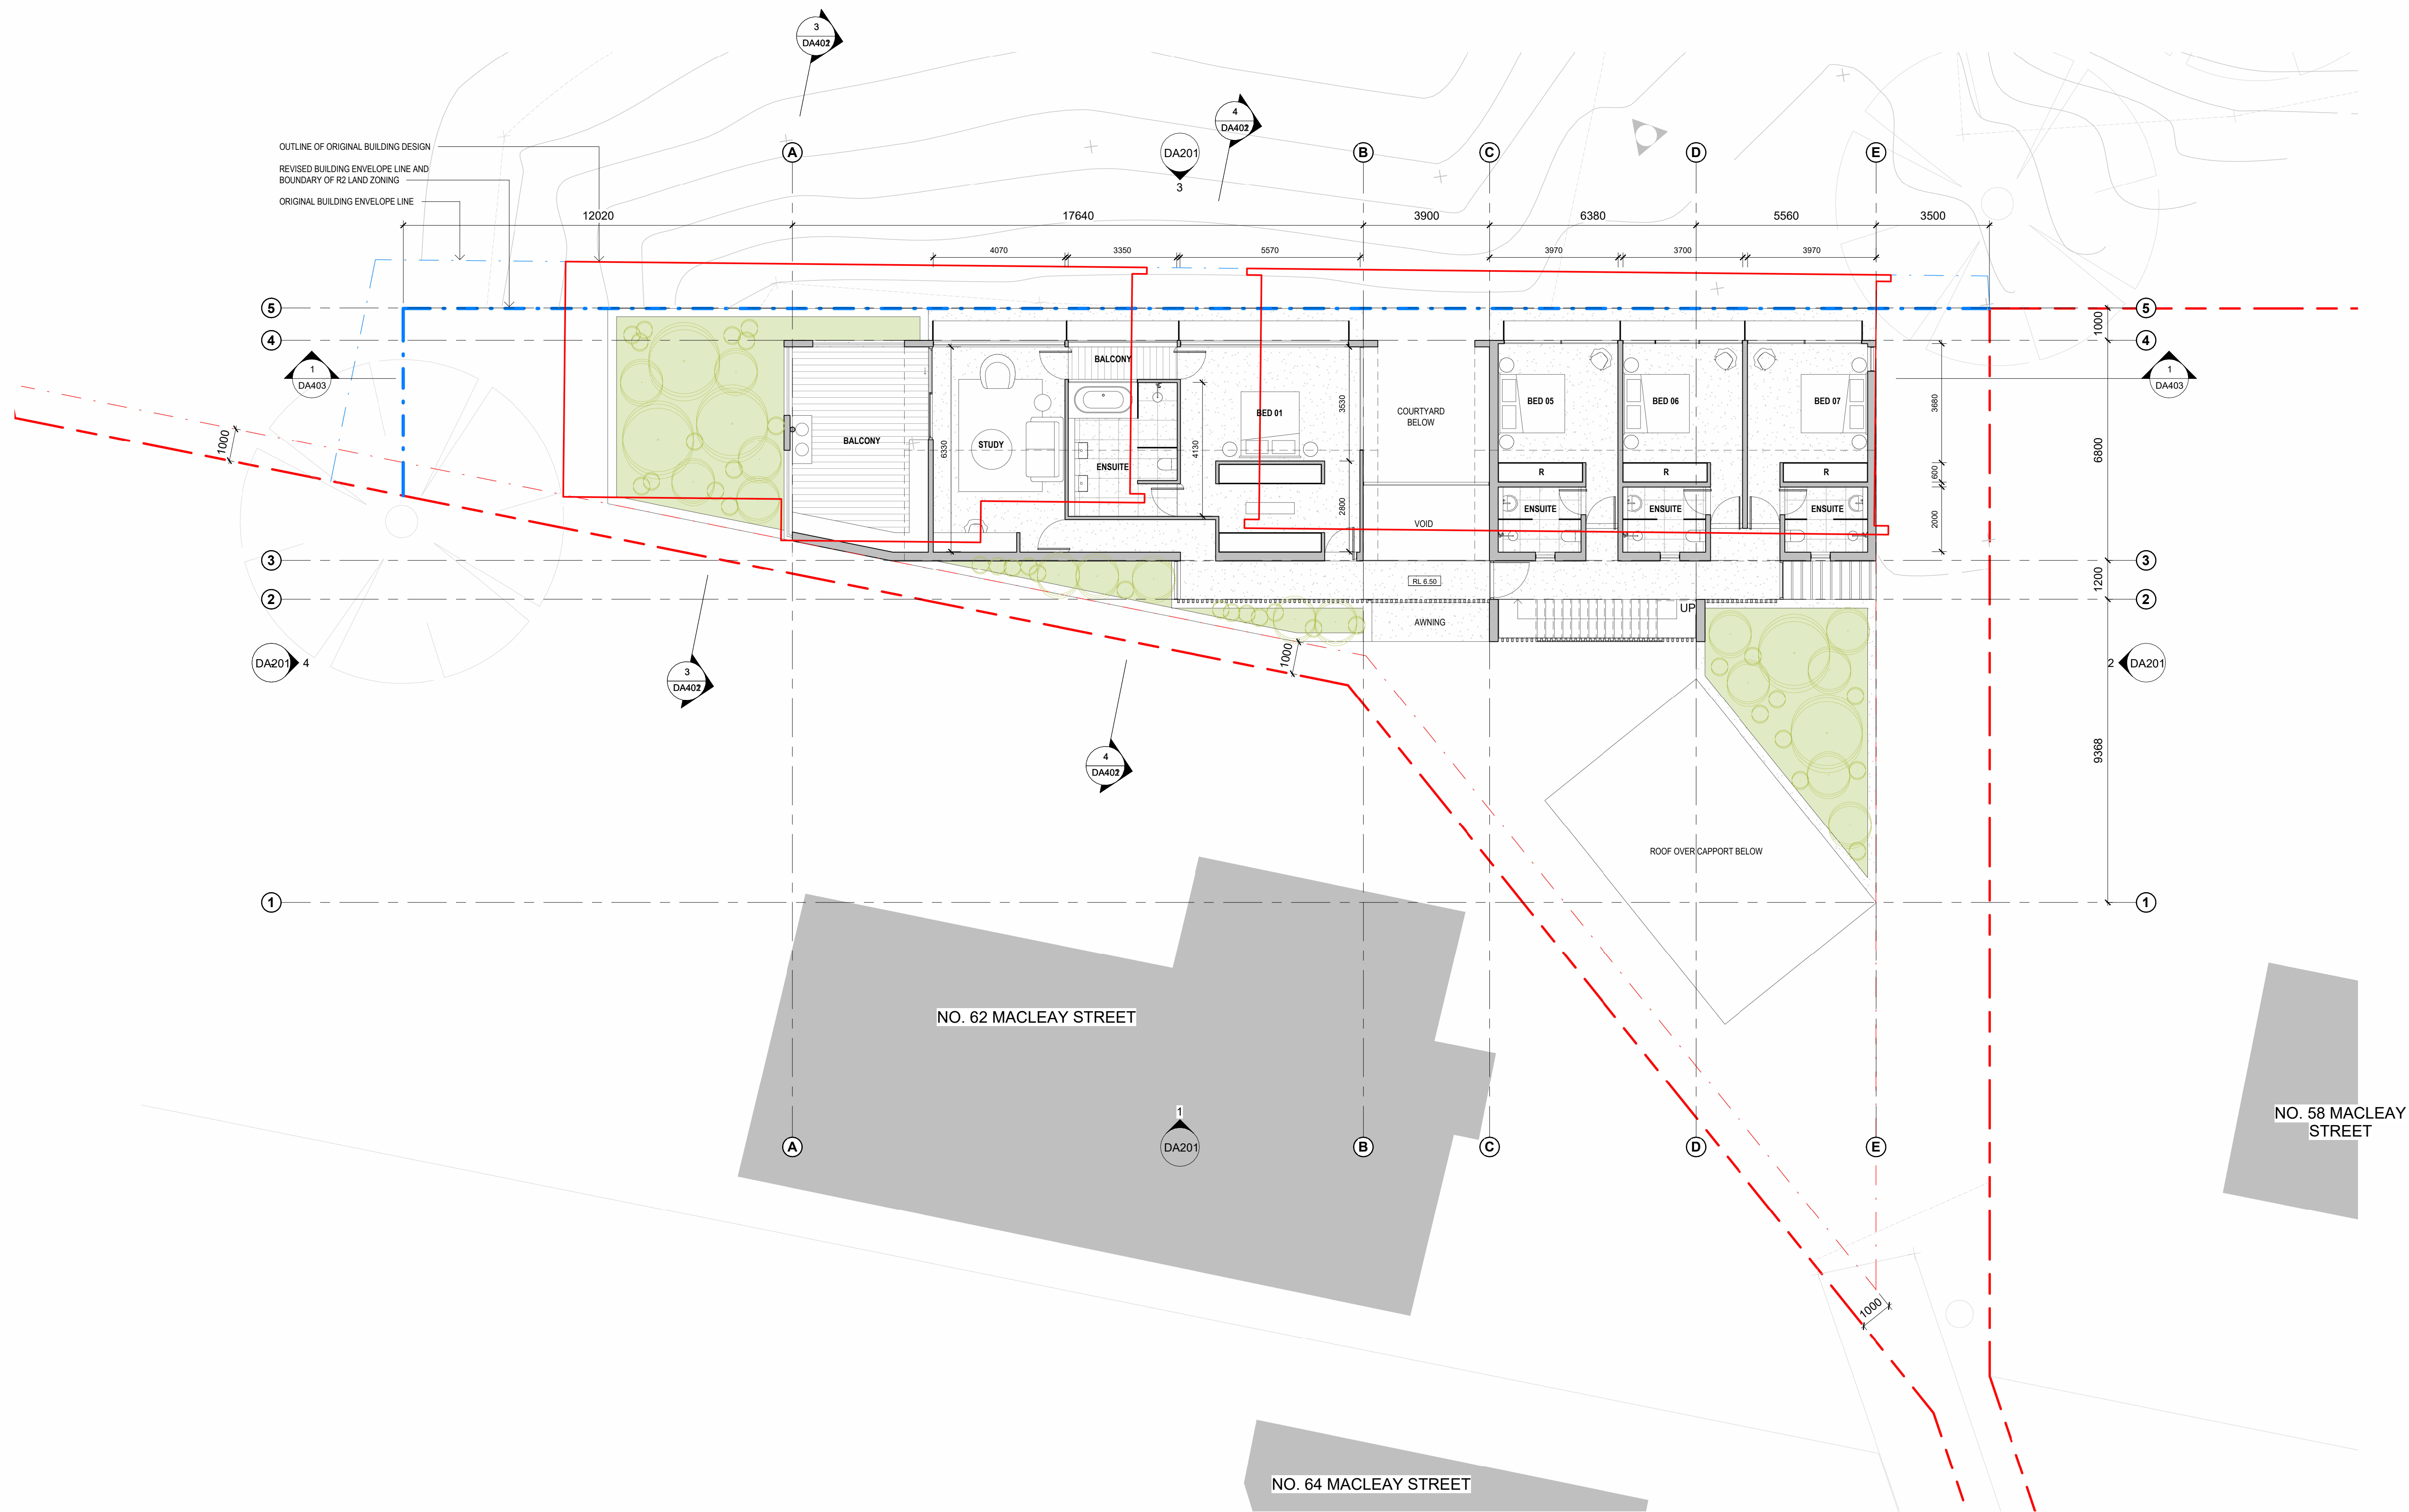 3
DA402
4
DA402
OUTLINE OF ORIGINAL BUILDING DESIGN
REVISED BUILDING ENVELOPE LINE AND
BOUNDARY OF R2 LAND ZONING
ORIGINAL BUILDING ENVELOPE LINE
A
DA201
3
B
C
D
E
12020
17640
3900
6380
5560
3500
4070
3350
5570
3970
3700
3970
5
5
1000
4
4
1
DA403
1
DA403
BALCONY
BED 01
3530
COURTYARD
BELOW
BED 05
BED 06
BED 07
3680
1000
BALCONY
STUDY
6330
4130
ENSUITE
6800
R
R
R
600
2800
VOID
ENSUITE
ENSUITE
ENSUITE
2000
3
3
RL 6.50
1200
2
2
UP
AWNING
1000
DA201
4
2
DA201
3
DA402
4
DA402
9368
ROOF OVER CAPPORT BELOW
1
1
NO. 62 MACLEAY STREET
1
DA201
A
B
C
D
E
NO. 58 MACLEAY
STREET
1000
NO. 64 MACLEAY STREET